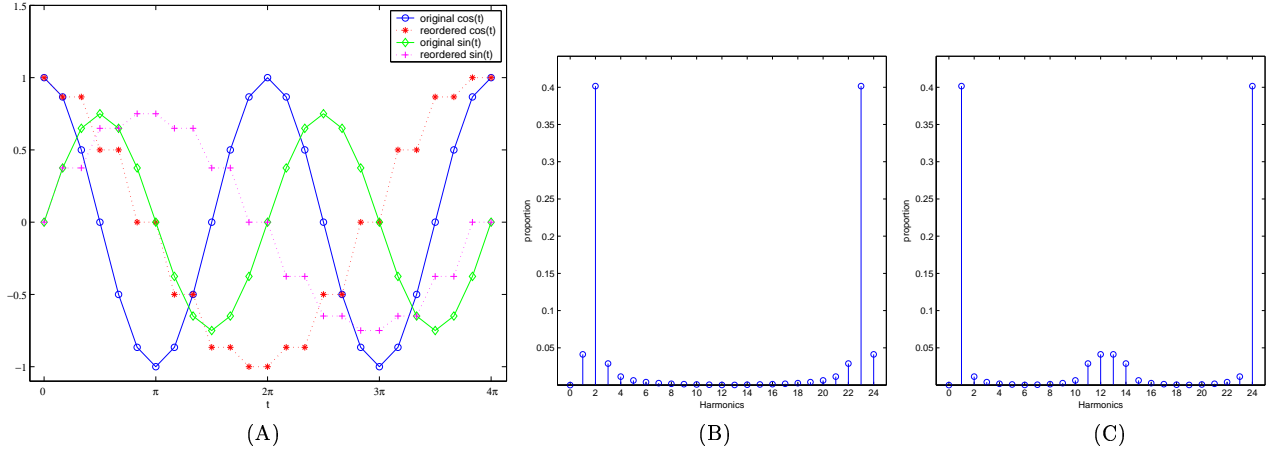 1.5
1
0.5
0
−0.5
−1
0
π
2π
3π
4π
t
original cos(t)
reordered cos(t)
original sin(t)
reordered sin(t)
(A)
0.4
0.35
0.3
0.25
0.2
0.15
0.1
0.05
proportion
0 2 4 6 8 10 12 14 16 18 20 22 24
Harmonics
(B)
0.4
0.35
0.3
0.25
0.2
0.15
0.1
0.05
proportion
0 2 4 6 8 10 12 14 16 18 20 22 24
Harmonics
(C)